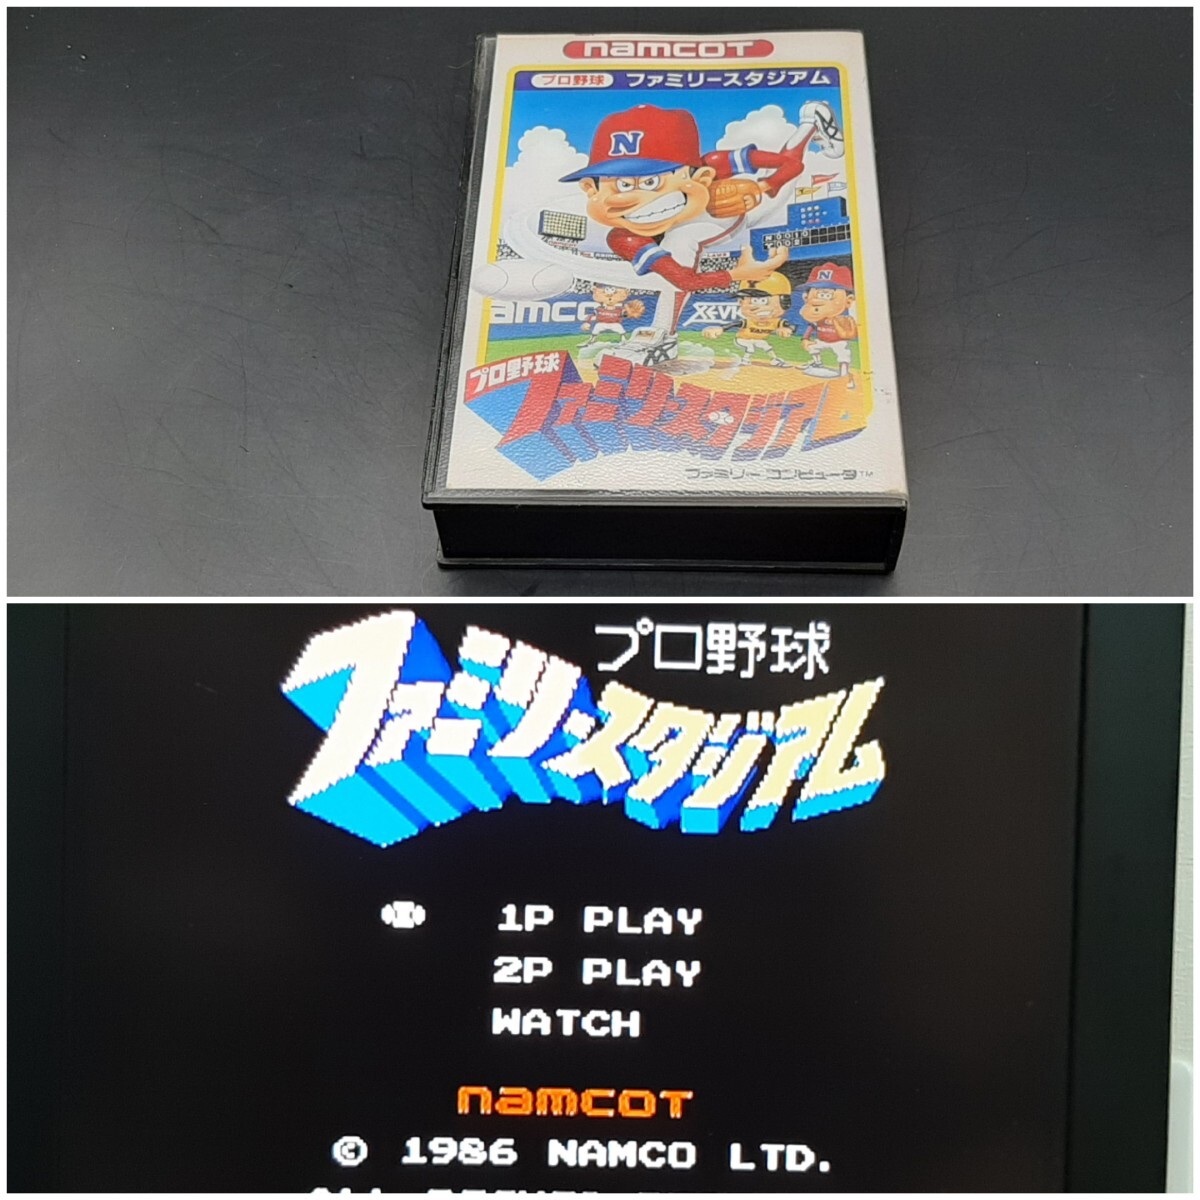 namcoT
プロ野球 ファミリースタジアム
N
N
amcc
XEVI
プロ野球
ファミリースタジアム
ファミリーコンピュータ™
プロ野球
ファミリースタジアム
1P PLAY
2P PLAY
WATCH
namcoT
© 1986 NAMCO LTD.